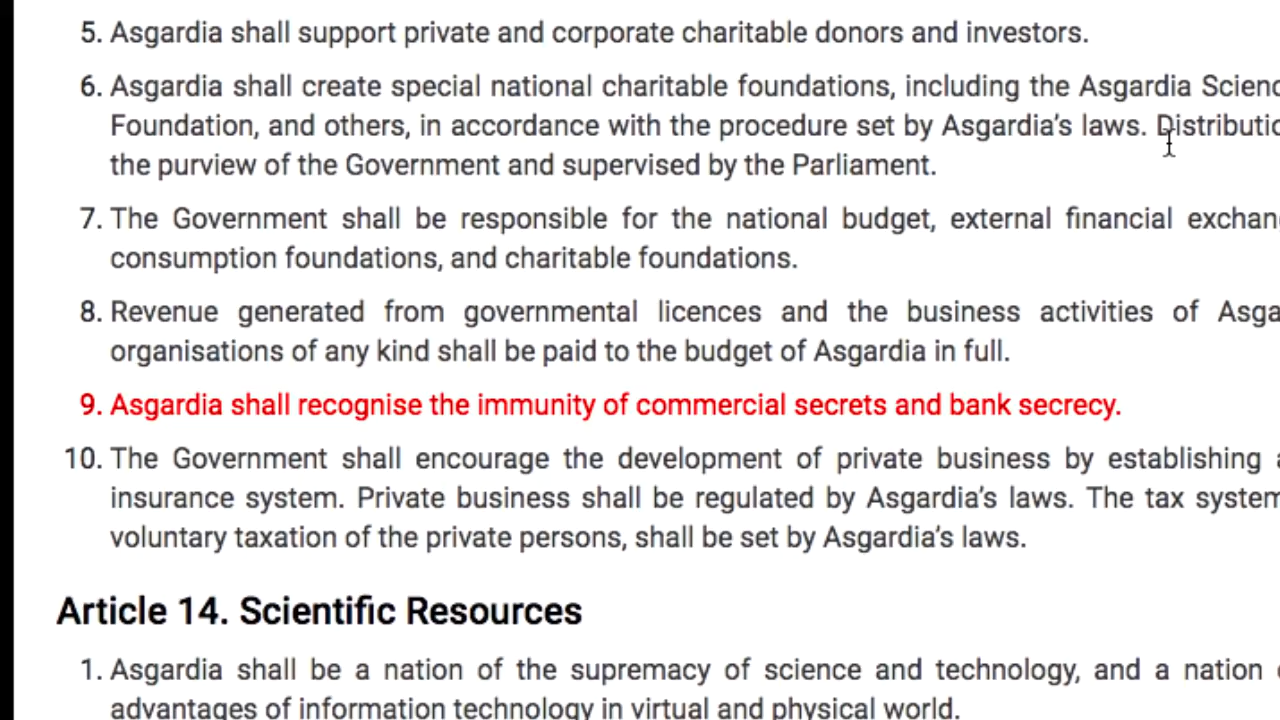 5. Asgardia shall support private and corporate charitable donors and investors.
6. Asgardia shall create special national charitable foundations, including the Asgardia Scienc
Foundation, and others, in accordance with the procedure set by Asgardia's laws. Distributio
the purview of the Government and supervised by the Parliament.
7. The Government shall be responsible for the national budget, external financial exchan
consumption foundations, and charitable foundations.
8. Revenue generated from governmental licences and the business activities of Asga
organisations of any kind shall be paid to the budget of Asgardia in full.
9. Asgardia shall recognise the immunity of commercial secrets and bank secrecy.
10. The Government shall encourage the development of private business by establishing a
insurance system. Private business shall be regulated by Asgardia's laws. The tax system
voluntary taxation of the private persons, shall be set by Asgardia's laws.
Article 14. Scientific Resources
1. Asgardia shall be a nation of the supremacy of science and technology, and a nation
advantages of information technology in virtual and physical world.